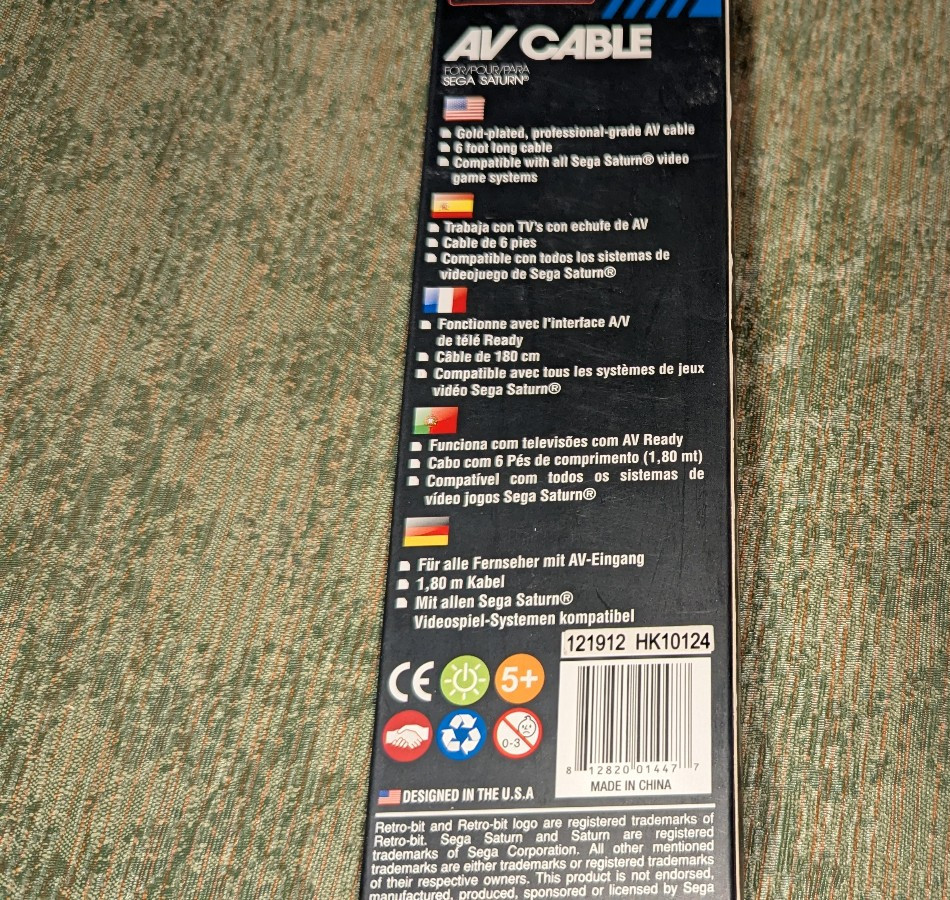 AV CABLE
FOR/POUR/PARA
SEGA SATURN®
Gold-plated, professional-grade AV cable
6 foot long cable
Compatible with all Sega Saturn® video
game systems
Trabaja con TV's con echufe de AV
Cable de 6 pies
Compatible con todos los sistemas de
videojuego de Sega Saturn®
Fonctionne avec l'interface A/V
de télé Ready
Câble de 180 cm
Compatible avec tous les systèmes de jeux
vidéo Sega Saturn®
Funciona com televisões com AV Ready
Cabo com 6 Pés de comprimento (1,80 mt)
Compatível com todos os sistemas de
vídeo jogos Sega Saturn®
Für alle Fernseher mit AV-Eingang
1,80 m Kabel
Mit allen Sega Saturn®
Videospiel-Systemen kompatibel
121912 HK10124
CE
5+
0-3
8 12820 01447 7
MADE IN CHINA
DESIGNED IN THE U.S.A
Retro-bit and Retro-bit logo are registered trademarks of
Retro-bit. Sega Saturn and Saturn are registered
trademarks of Sega Corporation. All other mentioned
trademarks are either trademarks or registered trademarks
of their respective owners. This product is not endorsed,
manufactured, produced, sponsored or licensed by Sega